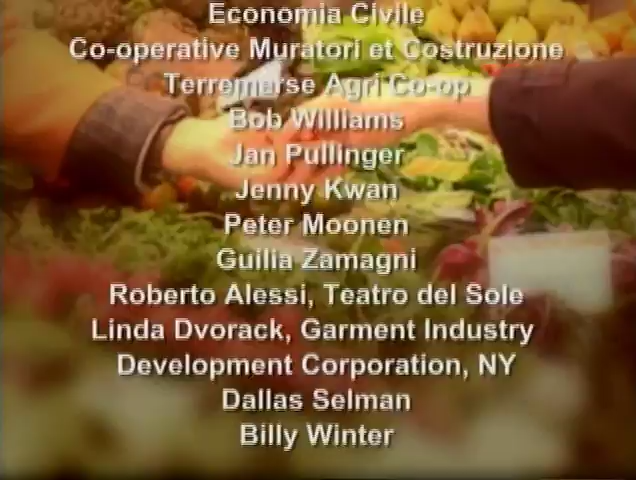 Economia Civile
Co-operative Muratori et Costruzione
Terremarse Agri Co-op
Bob Williams
Jan Pullinger
Jenny Kwan
Peter Moonen
Guilia Zamagni
Roberto Alessi, Teatro del Sole
Linda Dvorack, Garment Industry
Development Corporation, NY
Dallas Selman
Billy Winter